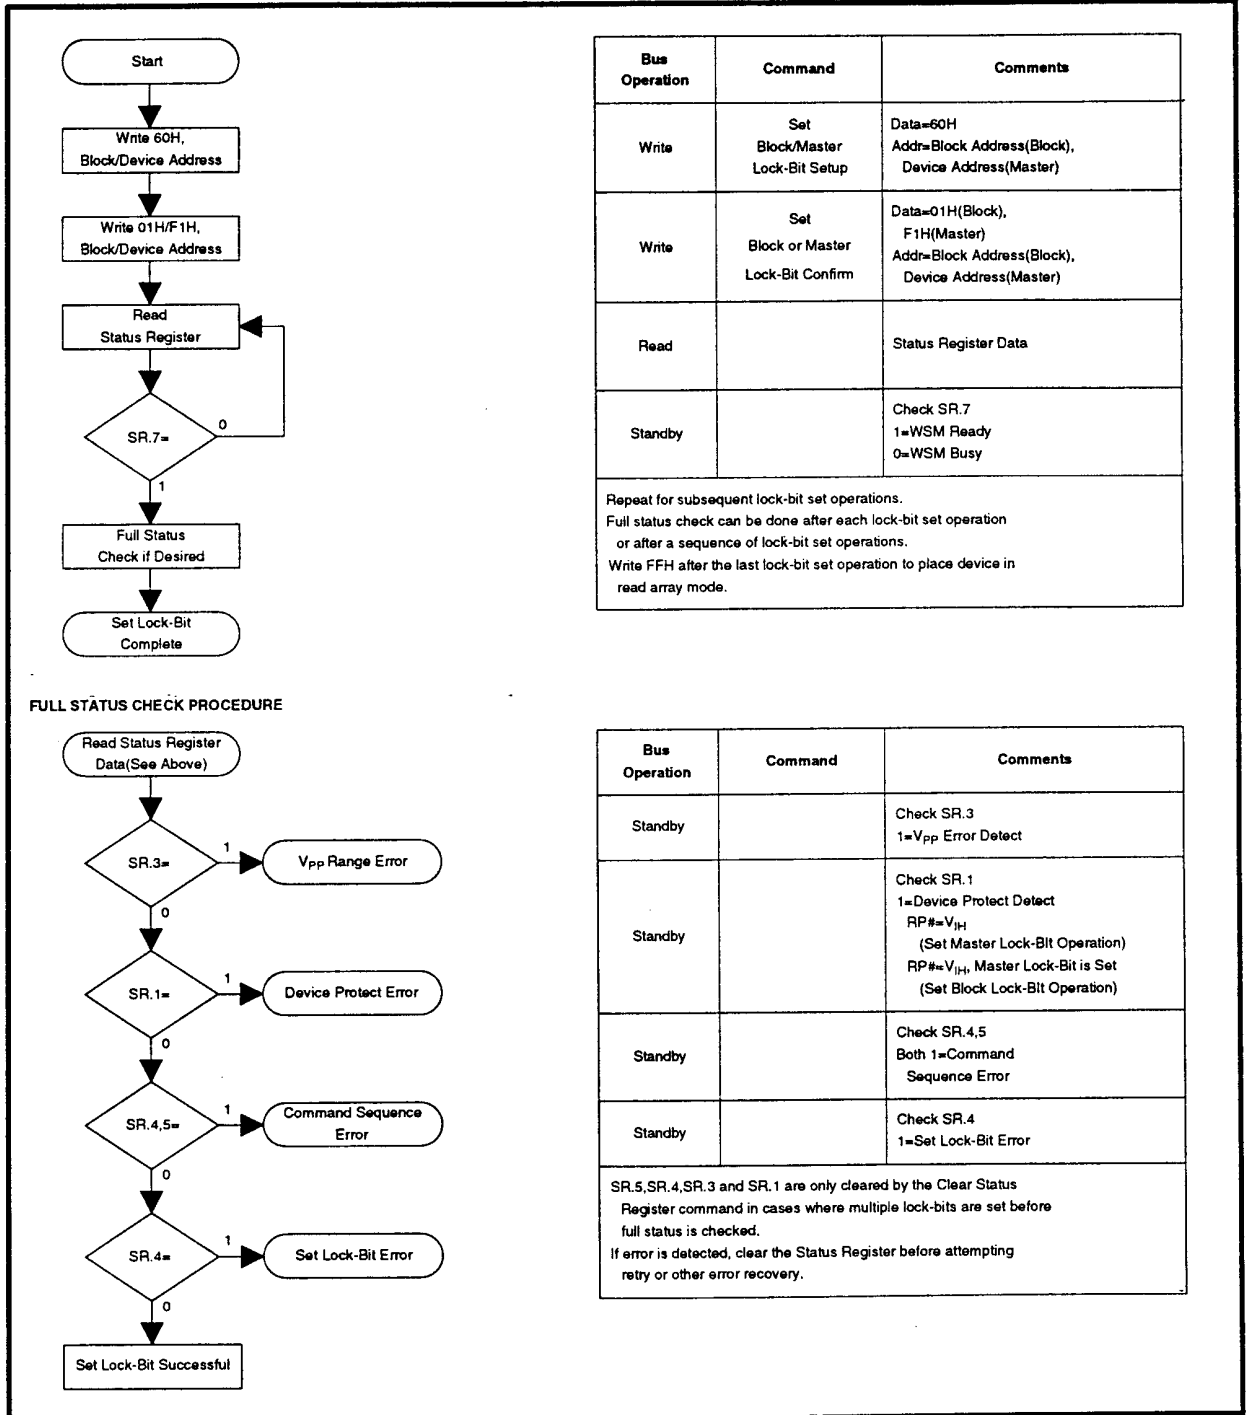 Start
Write 60H,
Block/Device Address
Write 01H/F1H,
Block/Device Address
Read
Status Register
SR.7=
0
1
Full Status
Check if Desired
Set Lock-Bit
Complete
Bus
Operation
Command
Comments
Write
Set
Block/Master
Lock-Bit Setup
Data=60H
Addr=Block Address(Block),
Device Address(Master)
Write
Set
Block or Master
Lock-Bit Confirm
Data=01H(Block),
F1H(Master)
Addr=Block Address(Block),
Device Address(Master)
Read
Status Register Data
Standby
Check SR.7
1=WSM Ready
0=WSM Busy
Repeat for subsequent lock-bit set operations.
Full status check can be done after each lock-bit set operation
or after a sequence of lock-bit set operations.
Write FFH after the last lock-bit set operation to place device in
read array mode.
FULL STATUS CHECK PROCEDURE
Read Status Register
Data(See Above)
SR.3=
1
VPP Range Error
0
SR.1=
1
Device Protect Error
0
SR.4,5=
1
Command Sequence
Error
0
SR.4=
1
Set Lock-Bit Error
0
Set Lock-Bit Successful
Bus
Operation
Command
Comments
Standby
Check SR.3
1=VPP Error Detect
Standby
Check SR.1
1=Device Protect Detect
RP#=VIH
(Set Master Lock-Bit Operation)
RP#=VIH, Master Lock-Bit is Set
(Set Block Lock-Bit Operation)
Standby
Check SR.4,5
Both 1=Command
Sequence Error
Standby
Check SR.4
1=Set Lock-Bit Error
SR.5,SR.4,SR.3 and SR.1 are only cleared by the Clear Status
Register command in cases where multiple lock-bits are set before
full status is checked.
If error is detected, clear the Status Register before attempting
retry or other error recovery.